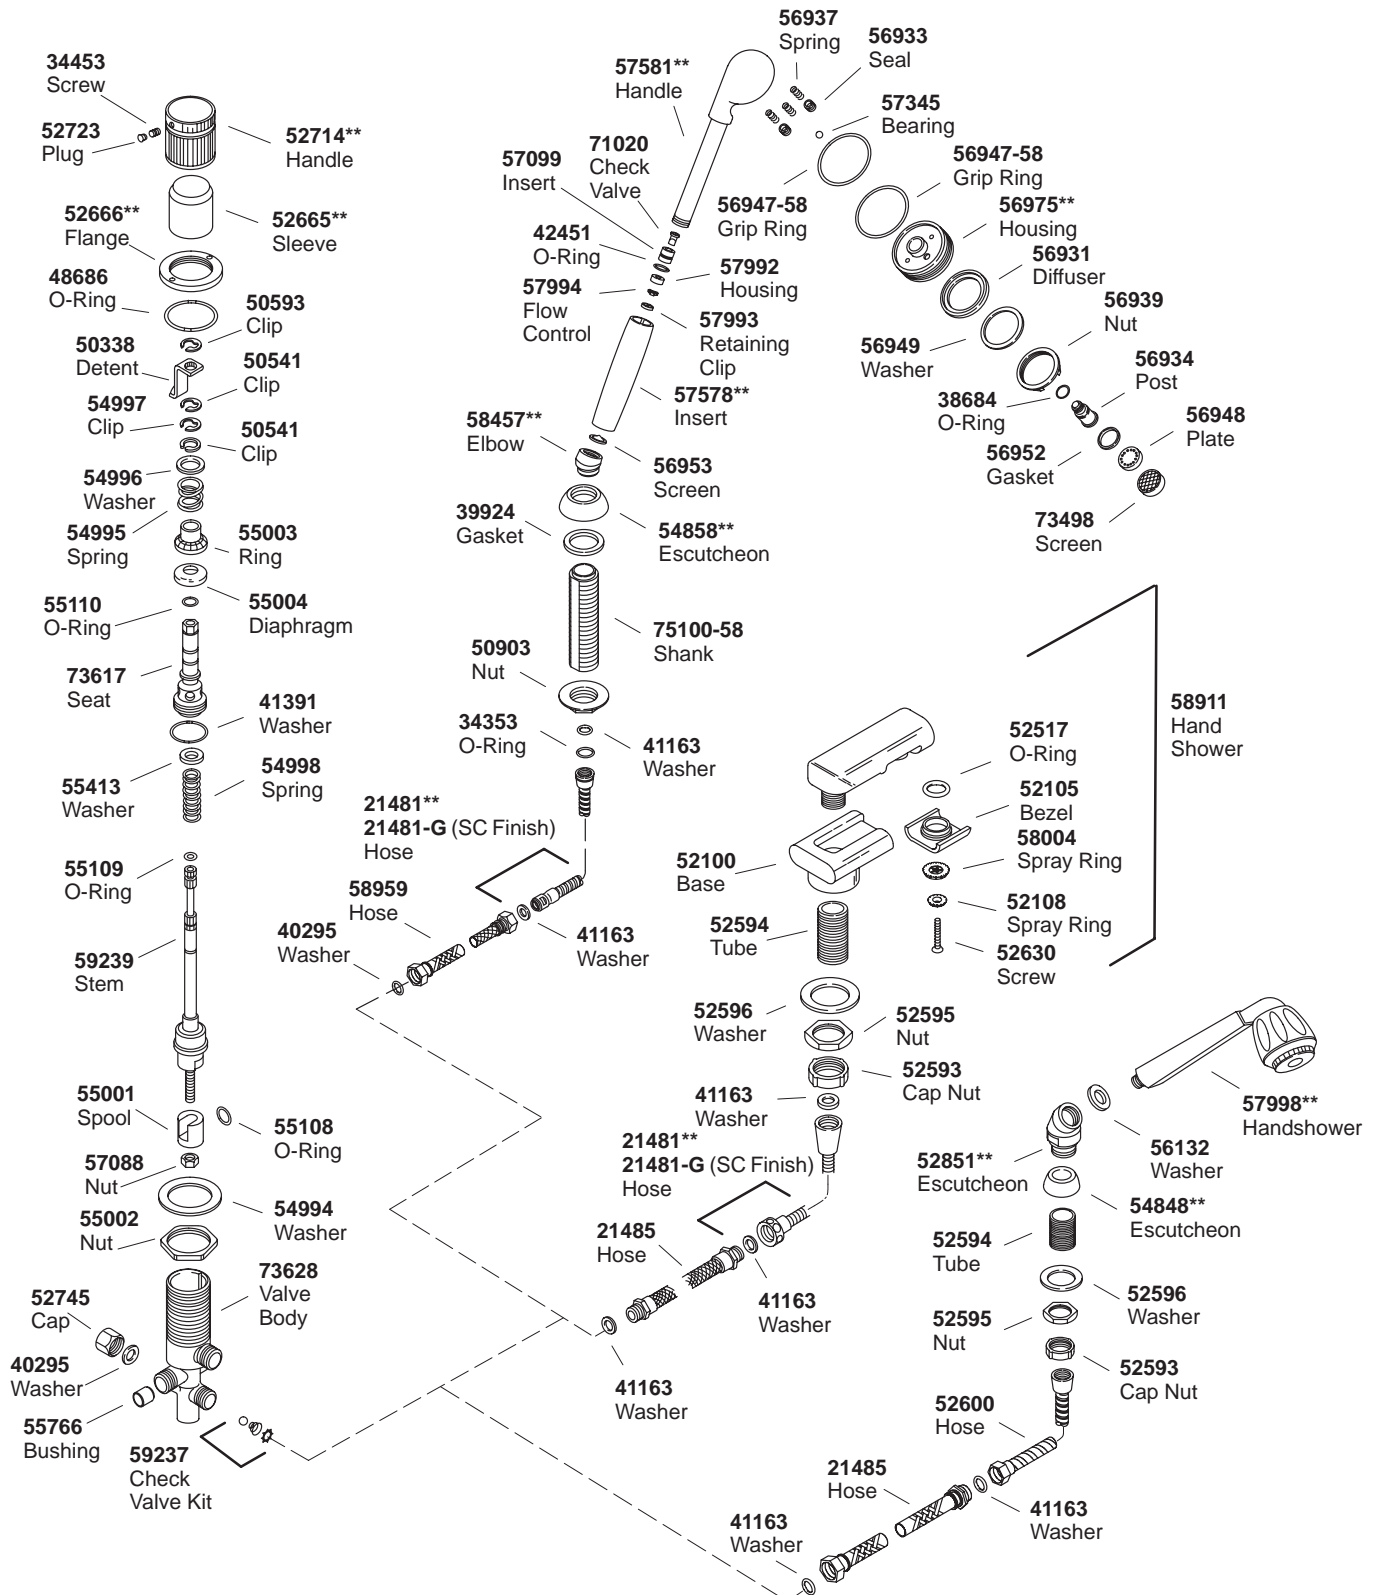 34453
Screw
52723
Plug
52714**
Handle
52666**
Flange
52665**
Sleeve
48686
O-Ring
50593
Clip
50338
Detent
50541
Clip
54997
Clip
50541
Clip
54996
Washer
54995
Spring
55003
Ring
55110
O-Ring
55004
Diaphragm
73617
Seat
41391
Washer
55413
Washer
54998
Spring
55109
O-Ring
59239
Stem
55001
Spool
55108
O-Ring
57088
Nut
55002
Nut
54994
Washer
52745
Cap
73628
Valve
Body
40295
Washer
55766
Bushing
59237
Check
Valve Kit
56937
Spring
56933
Seal
57581**
Handle
57345
Bearing
71020
Check
Valve
57099
Insert
56947-58
Grip Ring
56947-58
Grip Ring
56975**
Housing
42451
O-Ring
57992
Housing
56931
Diffuser
57994
Flow
Control
57993
Retaining
Clip
56939
Nut
56949
Washer
56934
Post
57578**
Insert
38684
O-Ring
56948
Plate
58457**
Elbow
56952
Gasket
56953
Screen
73498
Screen
39924
Gasket
54858**
Escutcheon
75100-58
Shank
50903
Nut
34353
O-Ring
41163
Washer
21481**
21481-G (SC Finish)
Hose
58959
Hose
40295
Washer
41163
Washer
58911
Hand
Shower
52517
O-Ring
52105
Bezel
58004
Spray Ring
52100
Base
52108
Spray Ring
52594
Tube
52630
Screw
52596
Washer
52595
Nut
52593
Cap Nut
41163
Washer
21481**
21481-G (SC Finish)
Hose
21485
Hose
41163
Washer
41163
Washer
57998**
Handshower
56132
Washer
52851**
Escutcheon
54848**
Escutcheon
52594
Tube
52596
Washer
52595
Nut
52593
Cap Nut
52600
Hose
21485
Hose
41163
Washer
41163
Washer